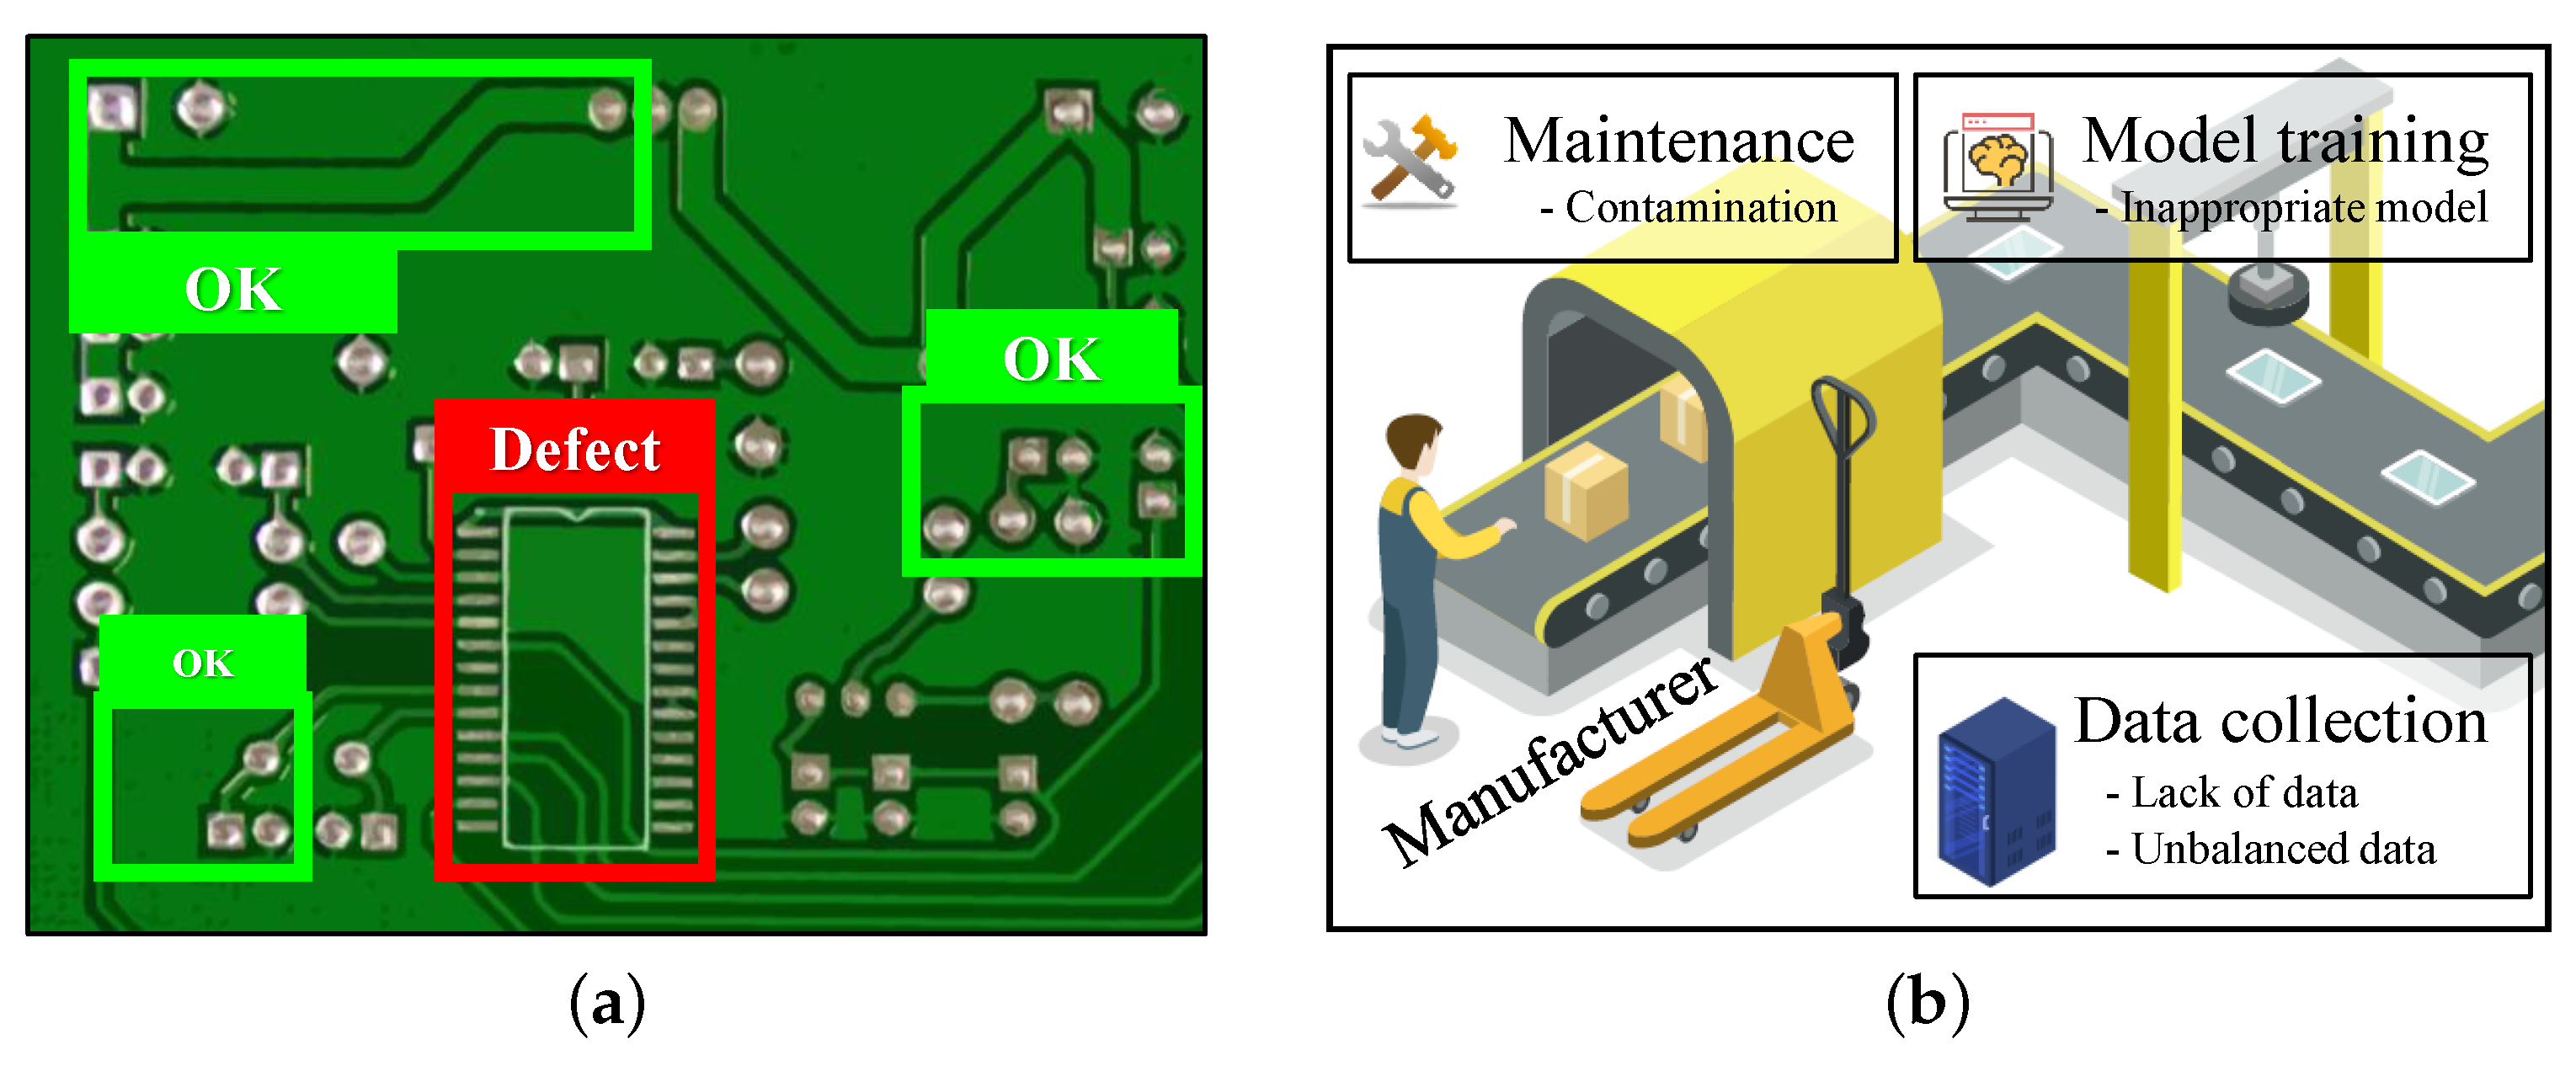 OK
OK
Defect
OK
(a)
Maintenance
- Contamination
Model training
- Inappropriate model
Manufacturer
Data collection
- Lack of data
- Unbalanced data
(b)